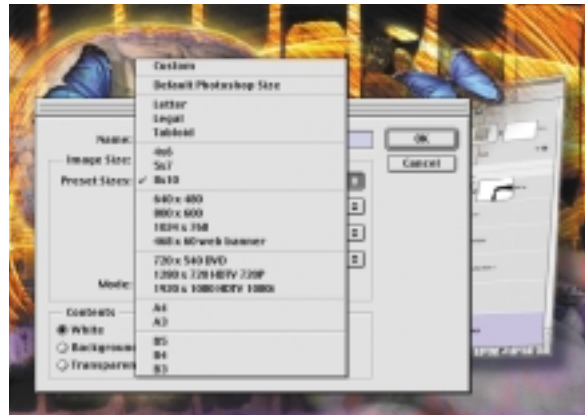 Custom
Default Photoshop Size
Letter
Legal
Tabloid
4x6
5x7
✓ 8x10
640 x 480
800 x 600
1024 x 768
468 x 60 web banner
720 x 540 DVD
1280 x 720 HDTV 720P
1920 x 1080 HDTV 1080i
A4
A3
B5
B4
B3
Name:
Image Size:
Preset Sizes:
Mode:
Contents
White
Background
Transparen
OK
Cancel